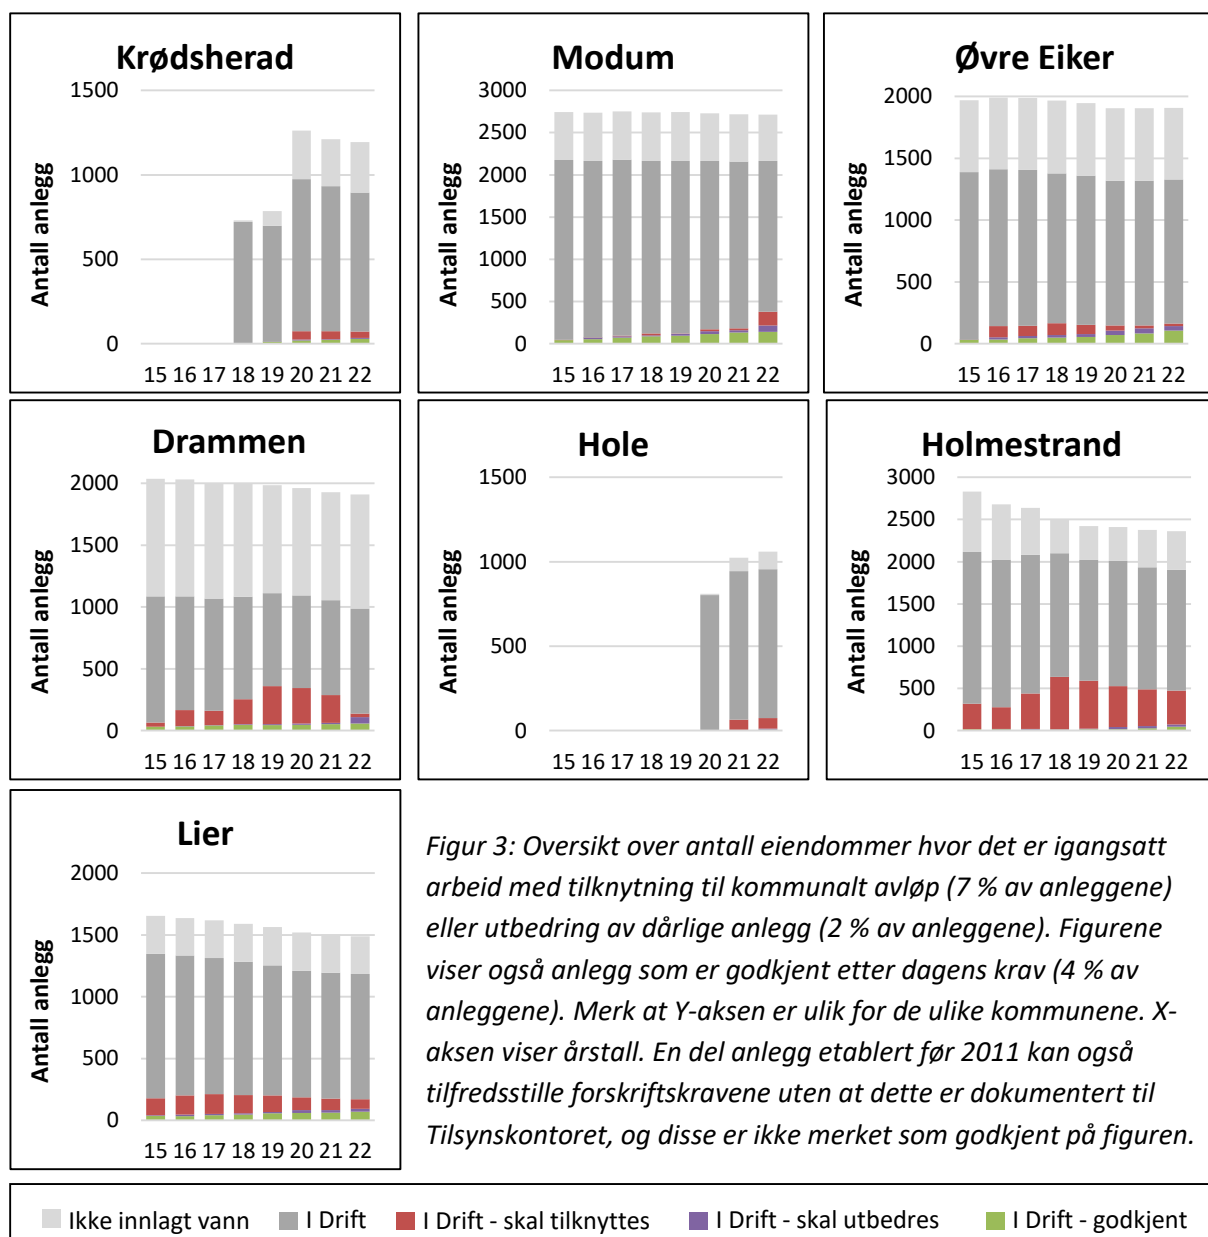 Krødsherad
Antall anlegg
1500
1000
500
0
15 16 17 18 19 20 21 22
Modum
Antall anlegg
3000
2500
2000
1500
1000
500
0
15 16 17 18 19 20 21 22
Øvre Eiker
Antall anlegg
2000
1500
1000
500
0
15 16 17 18 19 20 21 22
Drammen
Antall anlegg
2000
1500
1000
500
0
15 16 17 18 19 20 21 22
Hole
Antall anlegg
1500
1000
500
0
15 16 17 18 19 20 21 22
Holmestrand
Antall anlegg
3000
2500
2000
1500
1000
500
0
15 16 17 18 19 20 21 22
Lier
Antall anlegg
2000
1500
1000
500
0
15 16 17 18 19 20 21 22
Figur 3: Oversikt over antall eiendommer hvor det er igangsatt
arbeid med tilknytning til kommunalt avløp (7 % av anleggene)
eller utbedring av dårlige anlegg (2 % av anleggene). Figurene
viser også anlegg som er godkjent etter dagens krav (4 % av
anleggene). Merk at Y-aksen er ulik for de ulike kommunene. X-
aksen viser årstall. En del anlegg etablert før 2011 kan også
tilfredsstille forskriftskravene uten at dette er dokumentert til
Tilsynskontoret, og disse er ikke merket som godkjent på figuren.
Ikke innlagt vann I Drift I Drift - skal tilknyttes I Drift - skal utbedres I Drift - godkjent